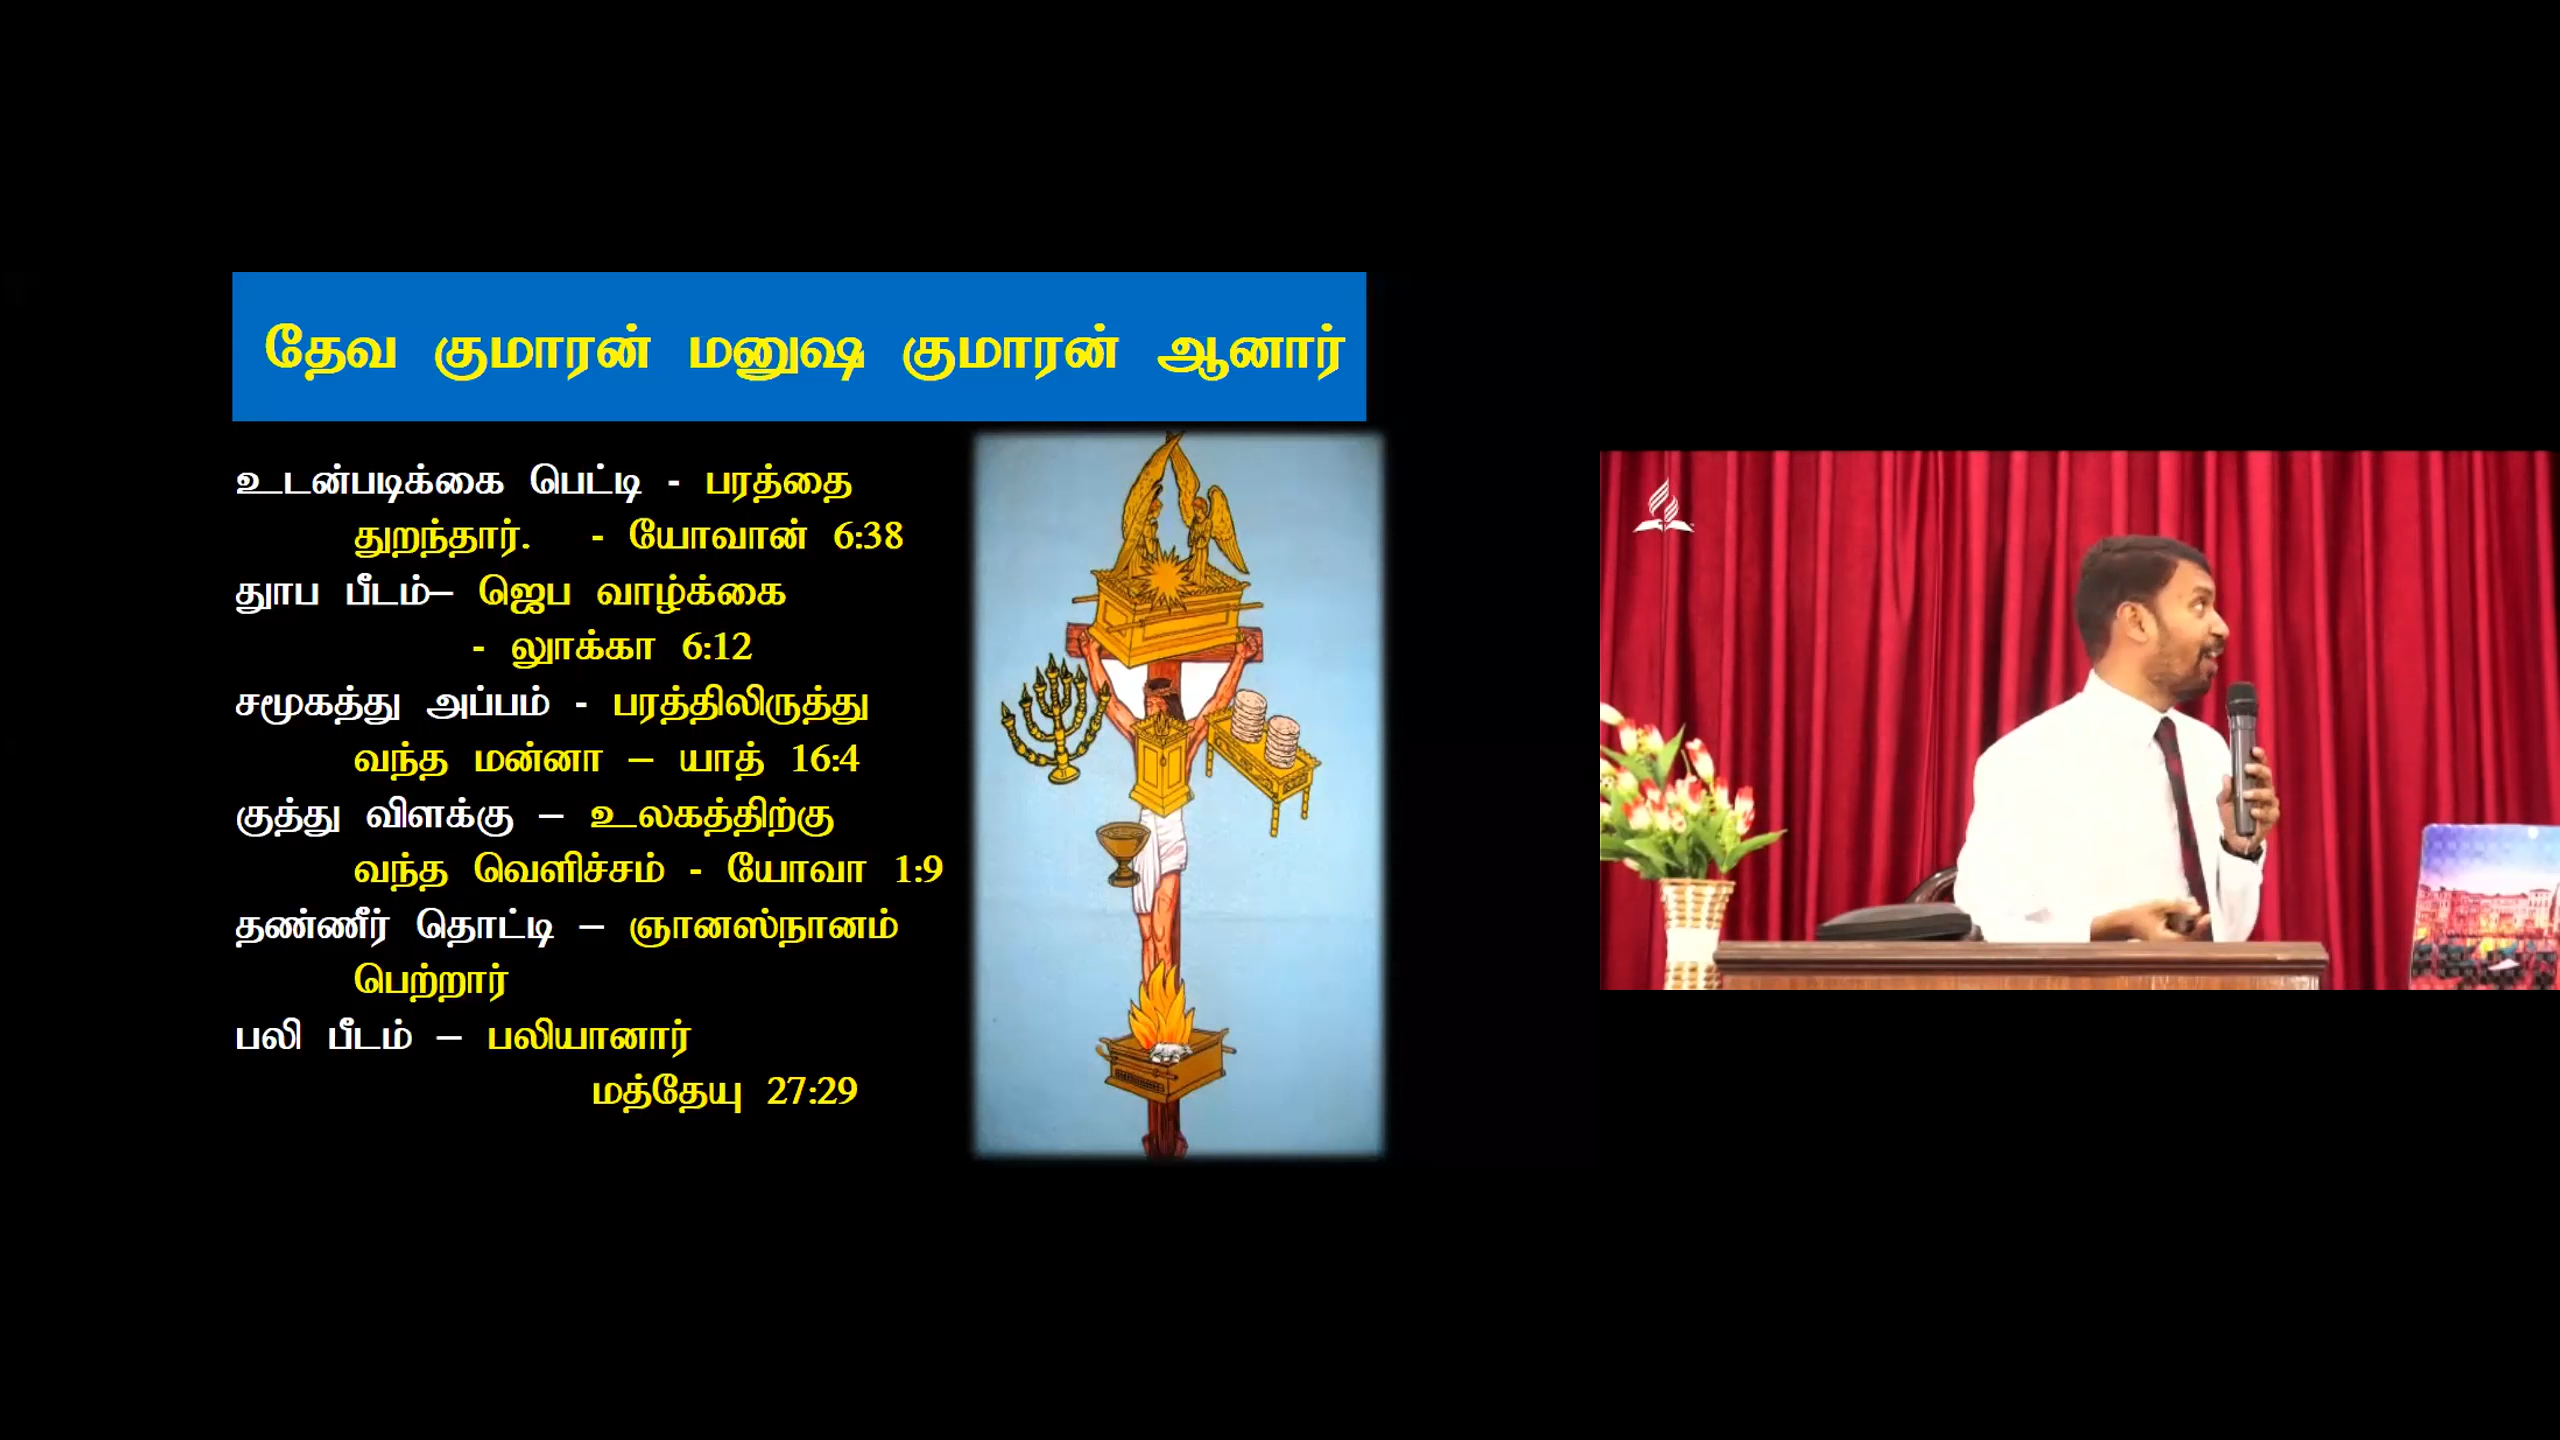 தேவ குமாரன் மனுஷ குமாரன் ஆனார்
உடன்படிக்கை பெட்டி - பரத்தை
துறந்தார். - யோவான் 6:38
தூப பீடம்– ஜெப வாழ்க்கை
- லூக்கா 6:12
சமூகத்து அப்பம் - பரத்திலிருத்து
வந்த மன்னா – யாத் 16:4
குத்து விளக்கு – உலகத்திற்கு
வந்த வெளிச்சம் - யோவா 1:9
தண்ணீர் தொட்டி – ஞானஸ்நானம்
பெற்றார்
பலி பீடம் – பலியானார்
மத்தேயு 27:29